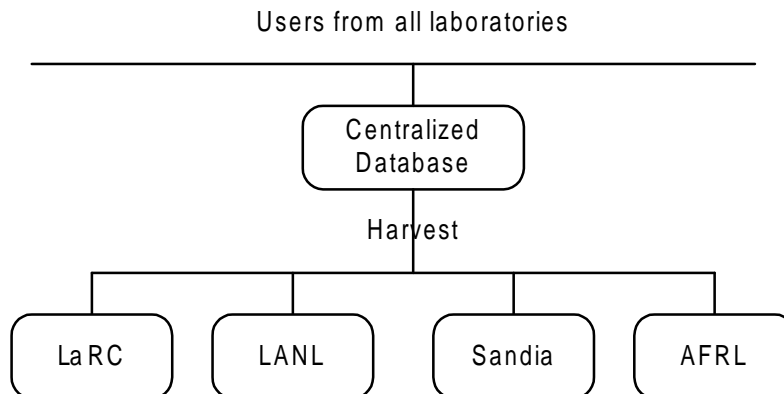 Users from all laboratories
Centralized
Database
Harvest
LaRC
LANL
Sandia
AFRL